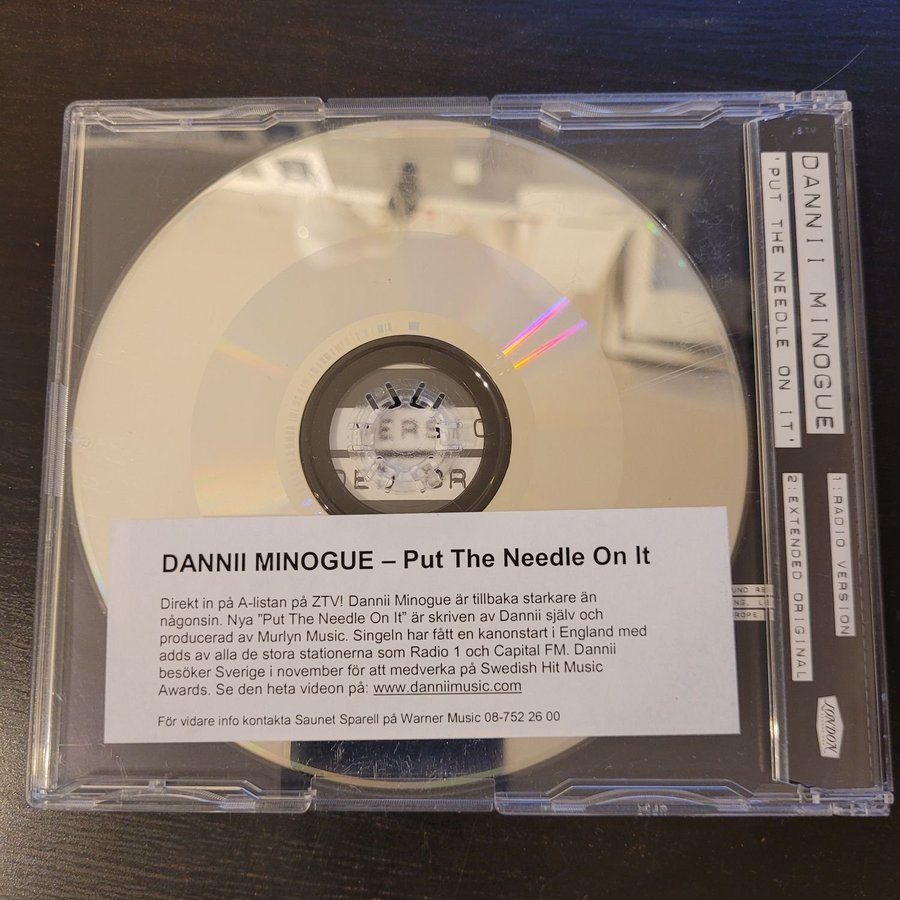 DANNII MINOGUE
'PUT THE NEEDLE ON IT'
1: RADIO VERSION
2: EXTENDED ORIGINAL
LONDON
DANNII MINOGUE – Put The Needle On It
Direkt in på A-listan på ZTV! Dannii Minogue är tillbaka starkare än
någonsin. Nya ”Put The Needle On It” är skriven av Dannii själv och
producerad av Murlyn Music. Singeln har fått en kanonstart i England med
adds av alla de stora stationerna som Radio 1 och Capital FM. Dannii
besöker Sverige i november för att medverka på Swedish Hit Music
Awards. Se den heta videon på: www.danniimusic.com
För vidare info kontakta Saunet Sparell på Warner Music 08-752 26 00